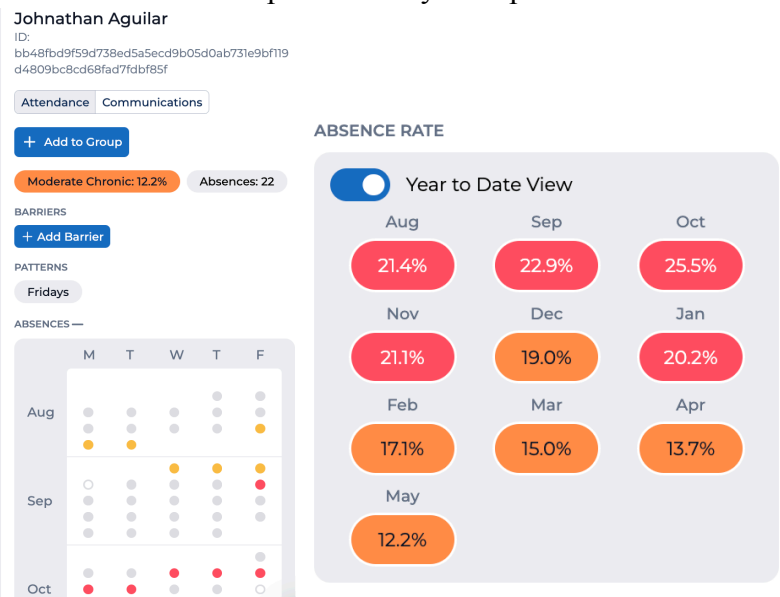 Johnathan Aguilar
ID:
bb48fbd9f59d738ed5a5ecd9b05d0ab731e9bf119
d4809bc8cd68fad7fdbf85f
Attendance Communications
+ Add to Group
Moderate Chronic: 12.2% Absences: 22
BARRIERS
+ Add Barrier
PATTERNS
Fridays
ABSENCES —
M T W T F
Aug
Sep
Oct
ABSENCE RATE
Year to Date View
Aug Sep Oct
21.4% 22.9% 25.5%
Nov Dec Jan
21.1% 19.0% 20.2%
Feb Mar Apr
17.1% 15.0% 13.7%
May
12.2%